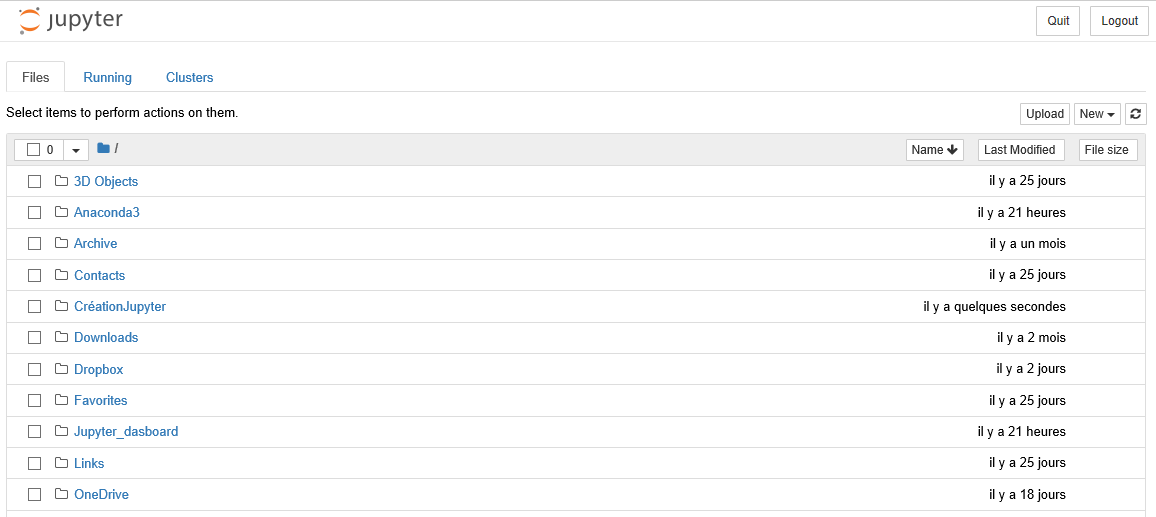 jupyter
Quit Logout
Files Running Clusters
Select items to perform actions on them.
Upload New
0 / Name Last Modified File size
3D Objects il y a 25 jours
Anaconda3 il y a 21 heures
Archive il y a un mois
Contacts il y a 25 jours
CréationJupyter il y a quelques secondes
Downloads il y a 2 mois
Dropbox il y a 2 jours
Favorites il y a 25 jours
Jupyter_dasboard il y a 21 heures
Links il y a 25 jours
OneDrive il y a 18 jours